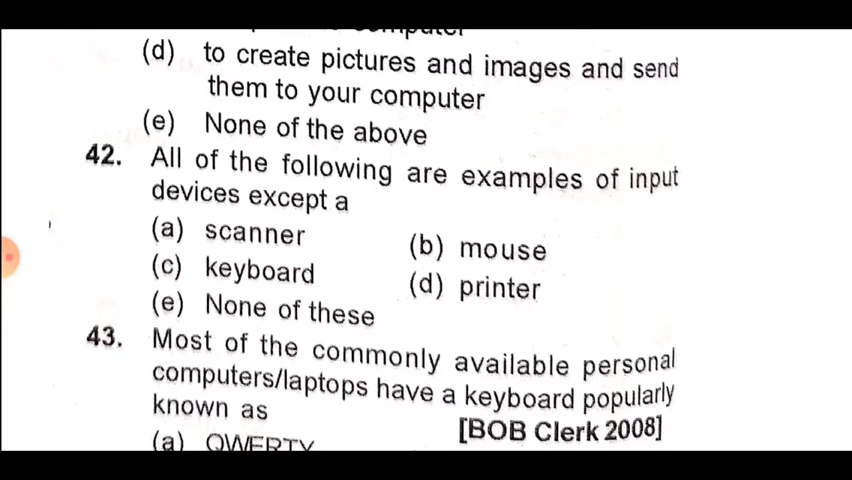 computer
(d) to create pictures and images and send
them to your computer
(e) None of the above
42. All of the following are examples of input
devices except a
(a) scanner (b) mouse
(c) keyboard (d) printer
(e) None of these
43. Most of the commonly available personal
computers/laptops have a keyboard popularly
known as [BOB Clerk 2008]
(a) QWERTY